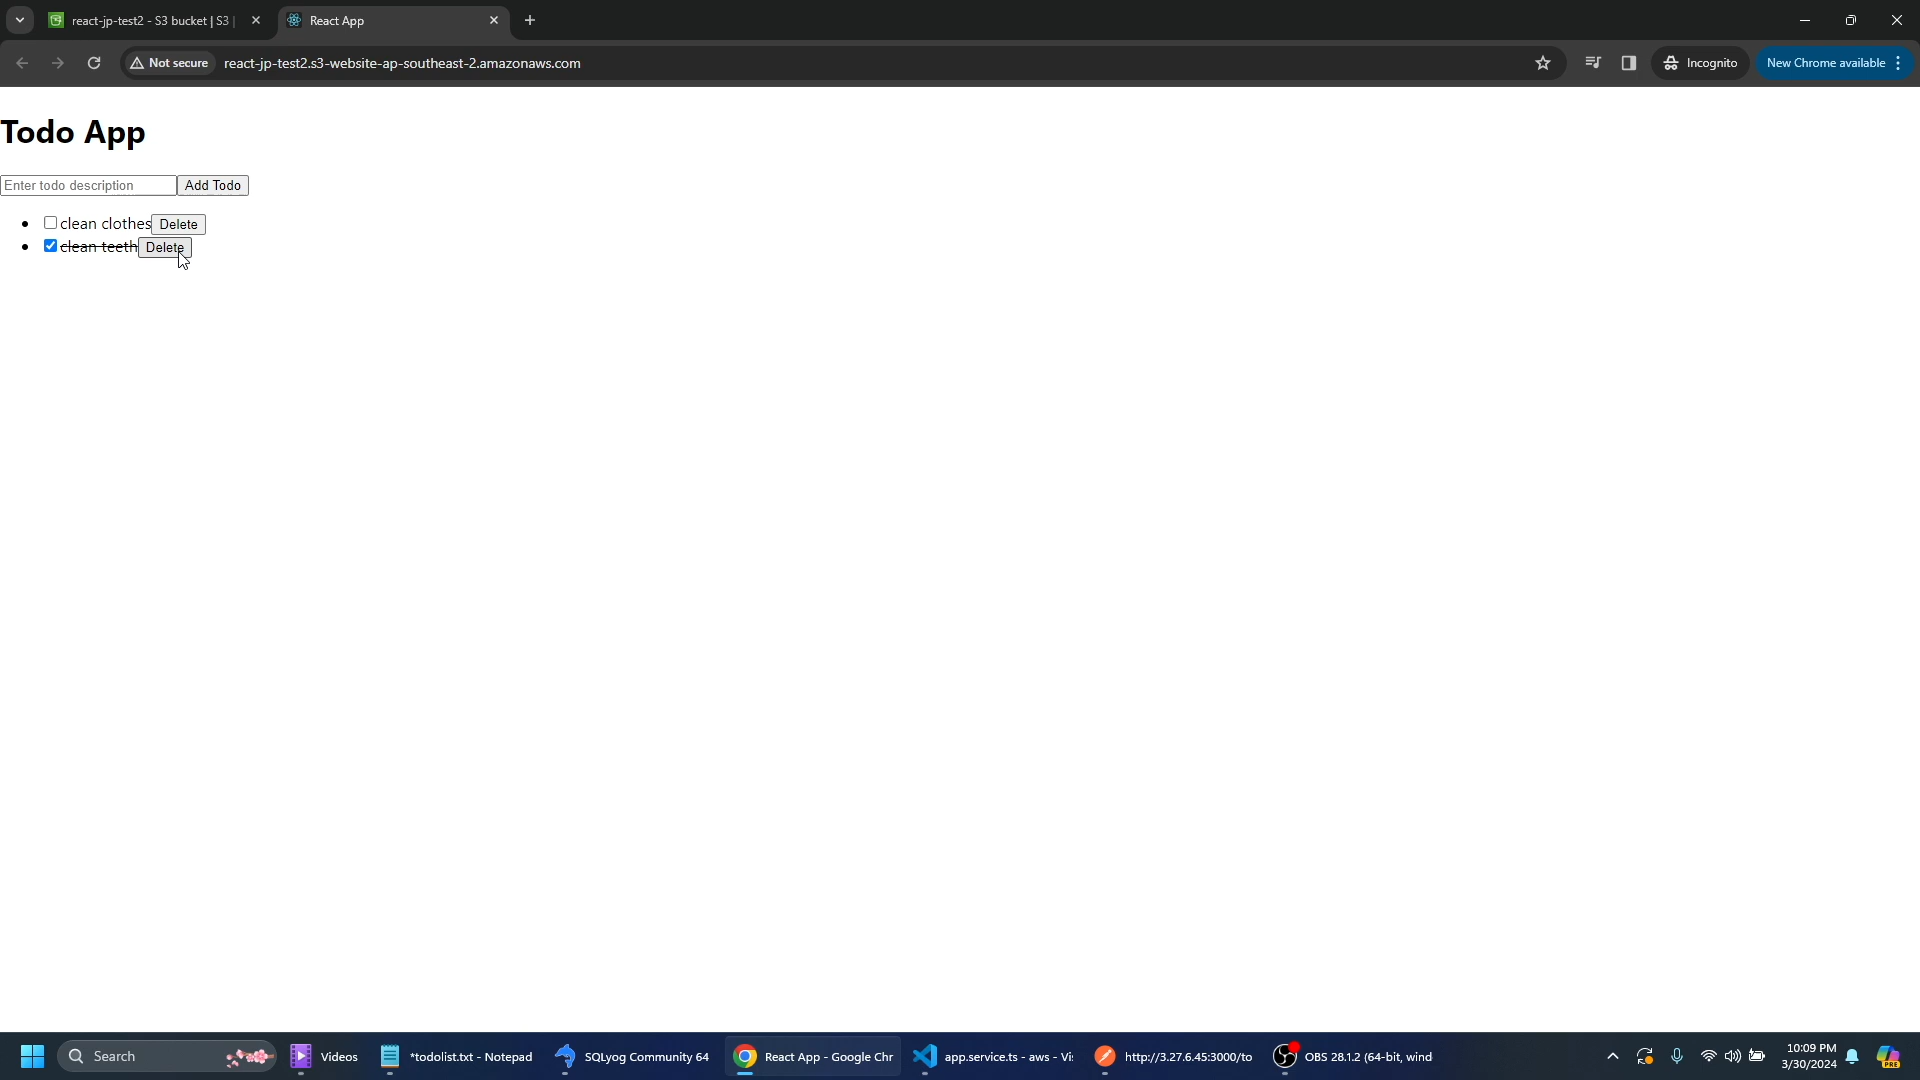 react-jp-test2 - S3 bucket | S3 |
React App
Not secure
react-jp-test2.s3-website-ap-southeast-2.amazonaws.com
Incognito
New Chrome available
Todo App
Enter todo description
Add Todo
clean clothes
Delete
clean teeth
Delete
Search
Videos
*todolist.txt - Notepad
SQLyog Community 64
React App - Google Chr
app.service.ts - aws - Vi
http://3.27.6.45:3000/to
OBS 28.1.2 (64-bit, wind
10:09 PM
3/30/2024
PRE